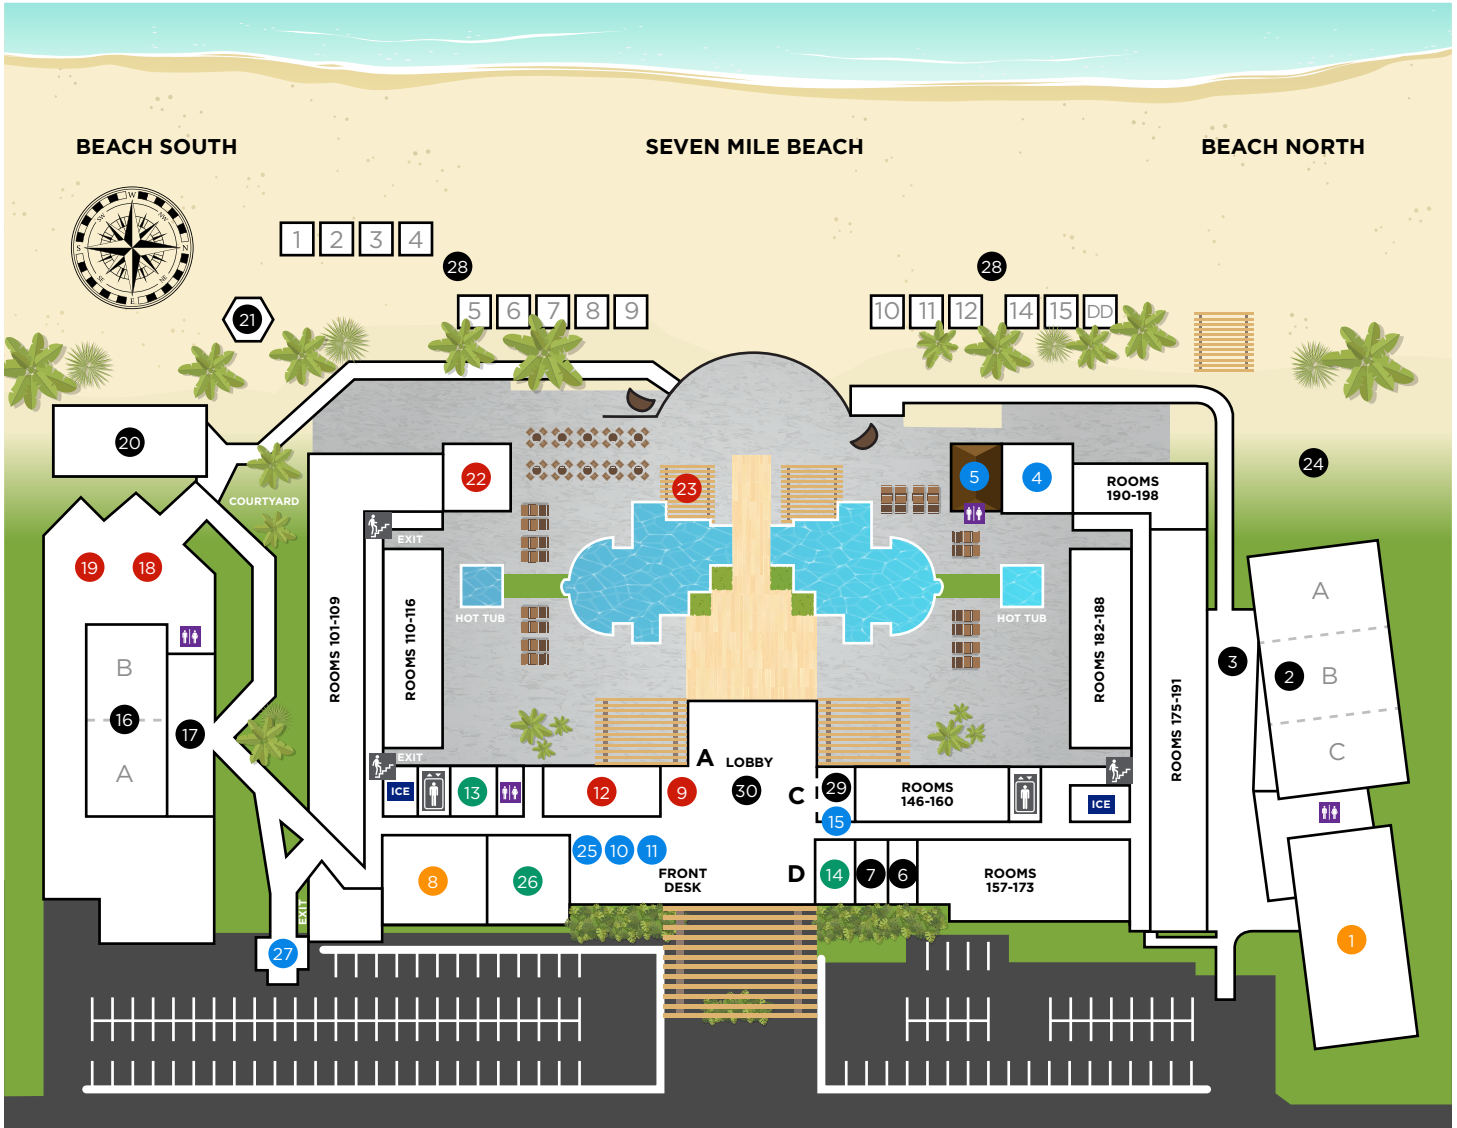 BEACH SOUTH
SEVEN MILE BEACH
BEACH NORTH
W
SW
NW
S
N
SE
NE
E
1
2
3
4
28
28
21
5
6
7
8
9
10
11
12
14
15
DD
20
22
23
5
4
ROOMS
190-198
24
COURTYARD
EXIT
19
18
HOT TUB
HOT TUB
ROOMS 101-109
ROOMS 110-116
ROOMS 182-188
ROOMS 175-191
A
3
2
B
C
B
16
17
A
EXIT
A
LOBBY
ICE
13
12
9
30
C
29
15
ROOMS
146-160
ICE
25
10
11
FRONT
DESK
8
26
D
14
7
6
ROOMS
157-173
EXIT
27
1